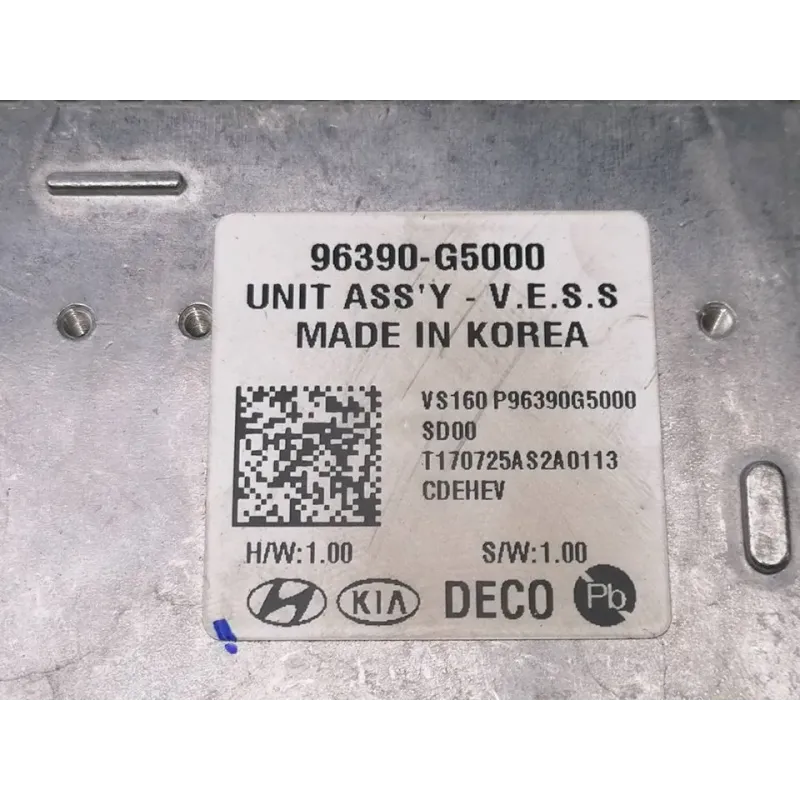 96390-G5000
UNIT ASS'Y - V.E.S.S
MADE IN KOREA
VS160 P96390G5000
SD00
T170725AS2A0113
CDEHEV
H/W:1.00 S/W:1.00
KIA DECO Pb